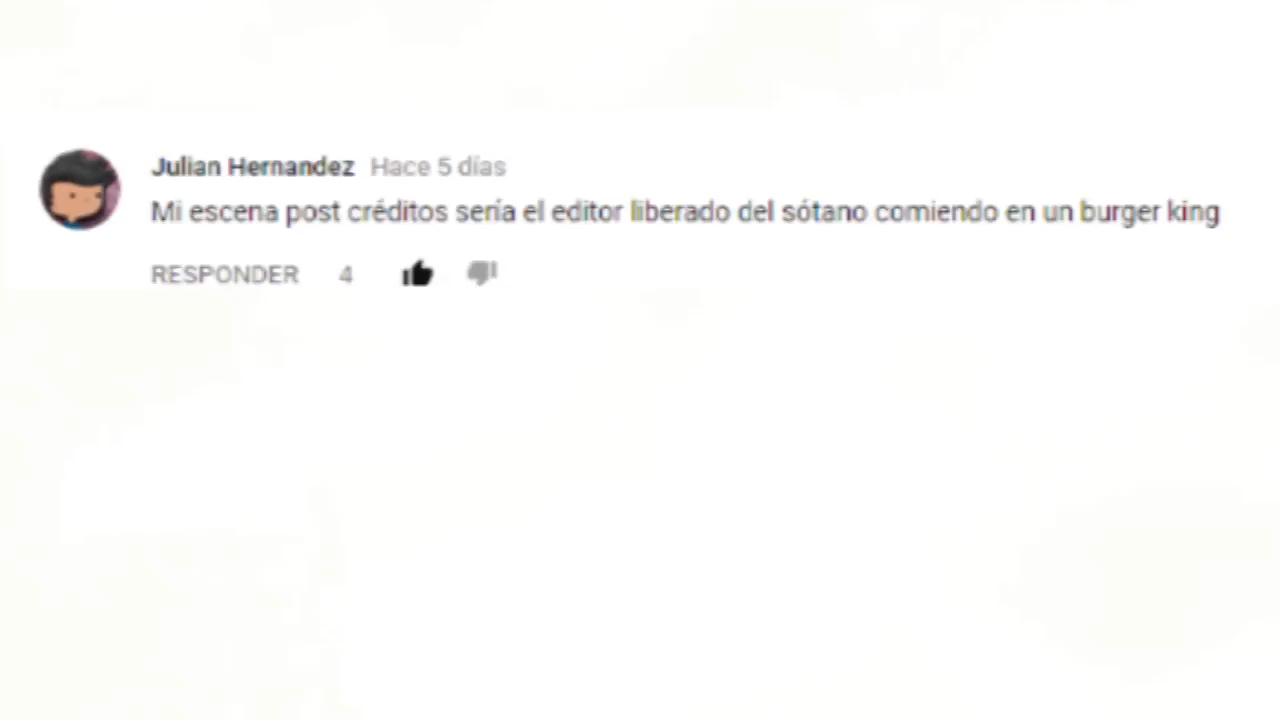 Julian Hernandez Hace 5 días
Mi escena post créditos sería el editor liberado del sótano comiendo en un burger king
RESPONDER 4